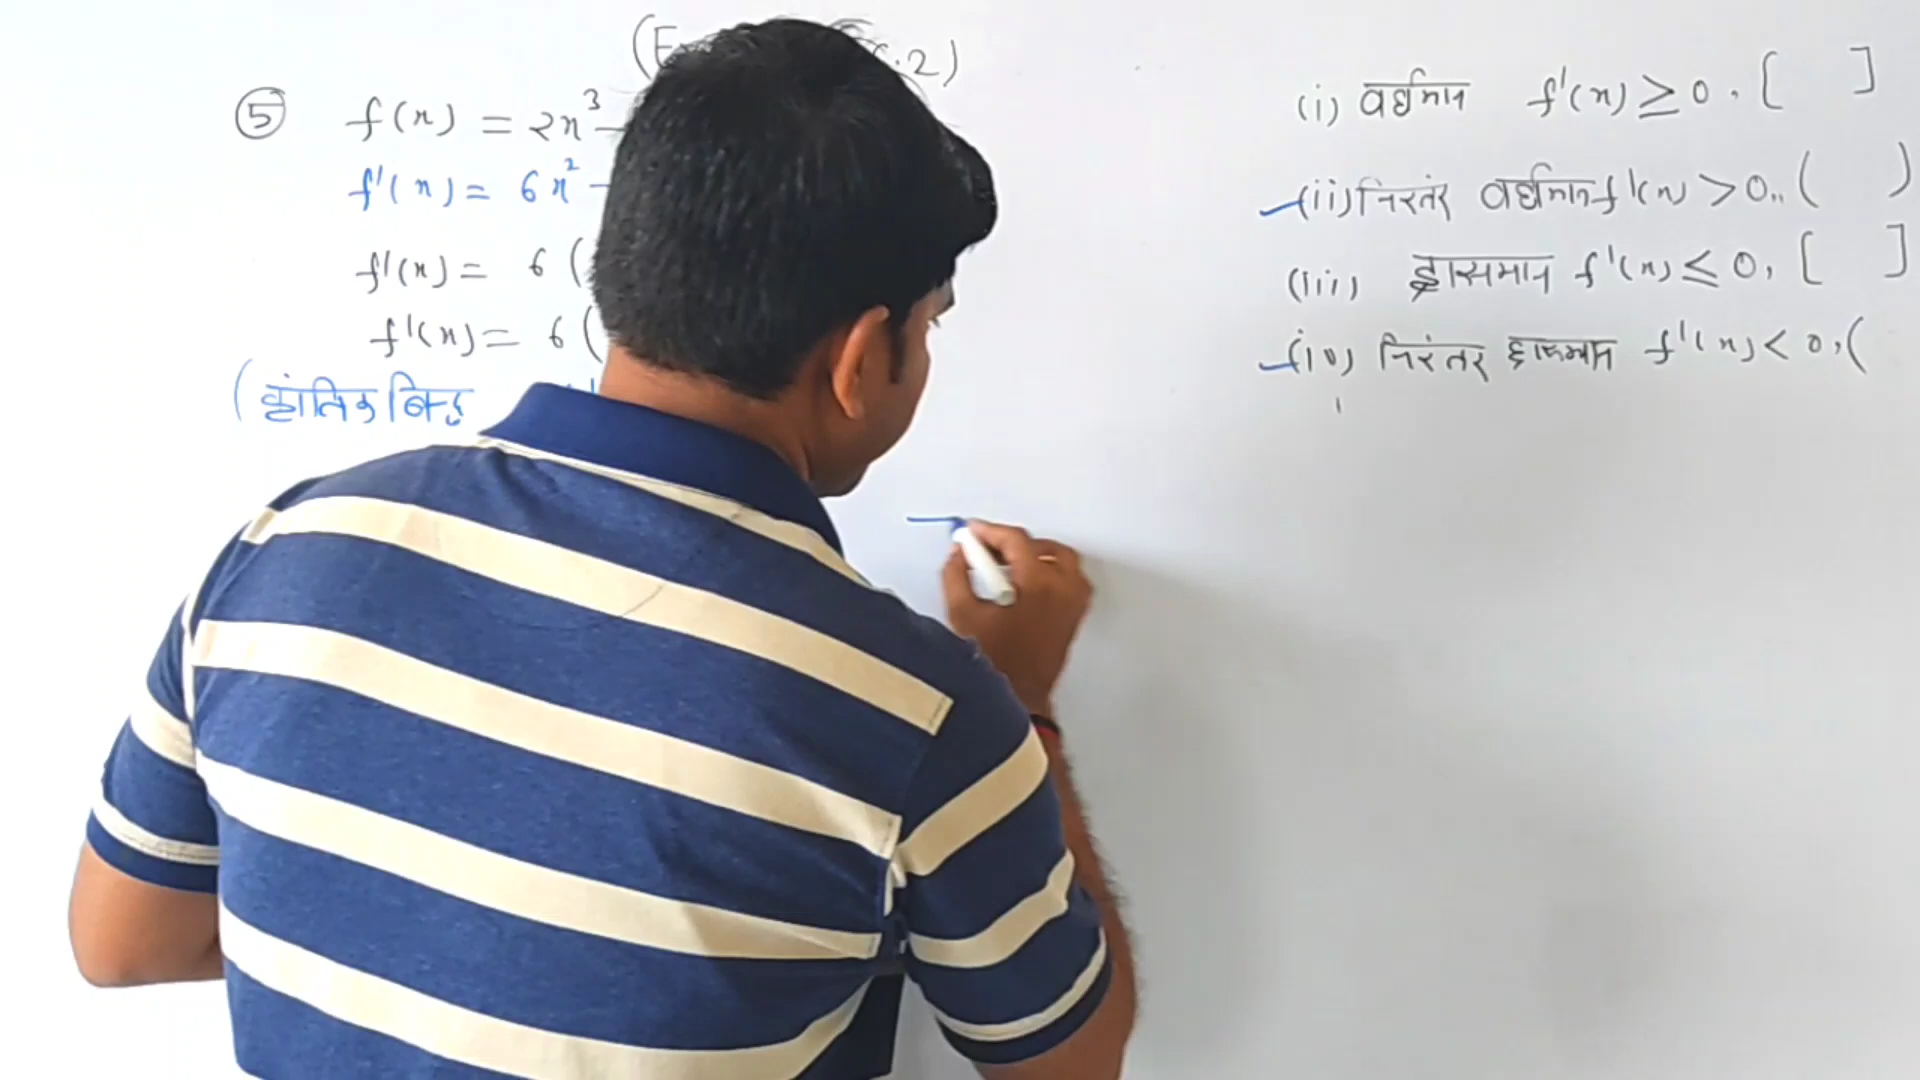 (E .2)
⑤ f(x) = 2x³ -
f'(x) = 6x² -
f'(x) = 6 (
f'(x) = 6 (
(क्रांतिक बिन्दु
(i) वर्धमान f'(x) ≥ 0 , [ ]
(ii) निरंतर वर्धमान f'(x) > 0, ( )
(iii) ह्रासमान f'(x) ≤ 0, [ ]
(iv) निरंतर ह्रासमान f'(x) < 0, (